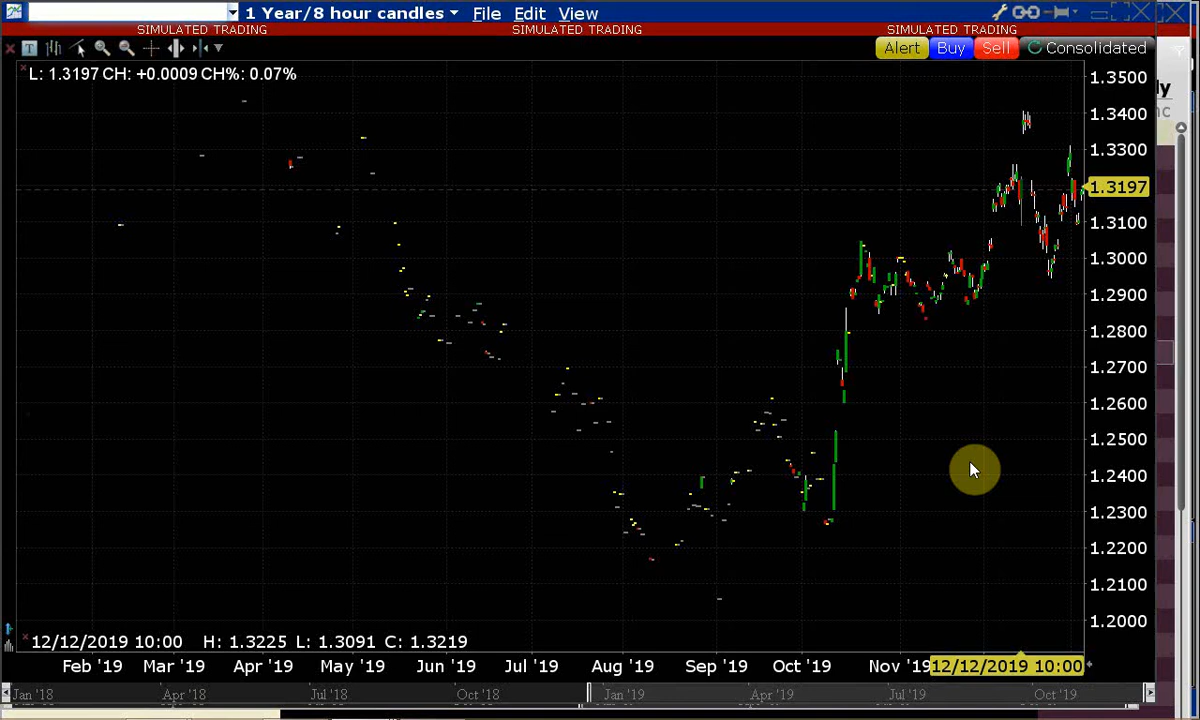 1 Year/8 hour candles File Edit View
SIMULATED TRADING SIMULATED TRADING SIMULATED TRADING
T Alert Buy Sell Consolidated
L: 1.3197 CH: +0.0009 CH%: 0.07%
1.3500
ly
1.3400
nc
1.3300
1.3197
1.3100
1.3000
1.2900
1.2800
1.2700
1.2600
1.2500
1.2400
1.2300
1.2200
1.2100
1.2000
12/12/2019 10:00 H: 1.3225 L: 1.3091 C: 1.3219
Feb '19 Mar '19 Apr '19 May '19 Jun '19 Jul '19 Aug '19 Sep '19 Oct '19 Nov '19 12/12/2019 10:00
Jan '18 Apr '18 Jul '18 Oct '18 Jan '19 Apr '19 Jul '19 Oct '19